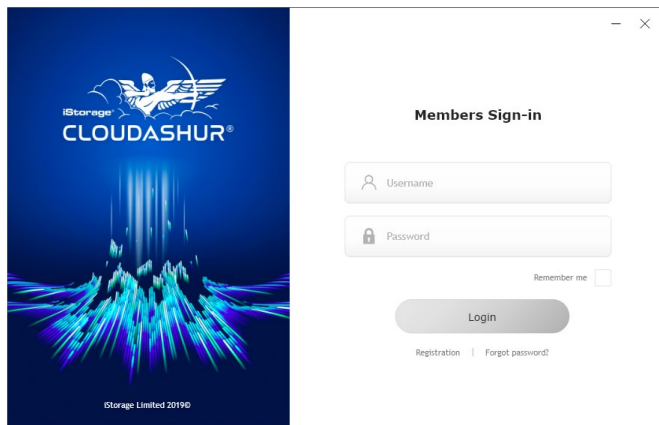 iStorage®
CLOUDASHUR®
iStorage Limited 2019©
Members Sign-in
Username
Password
Remember me
Login
Registration | Forgot password?